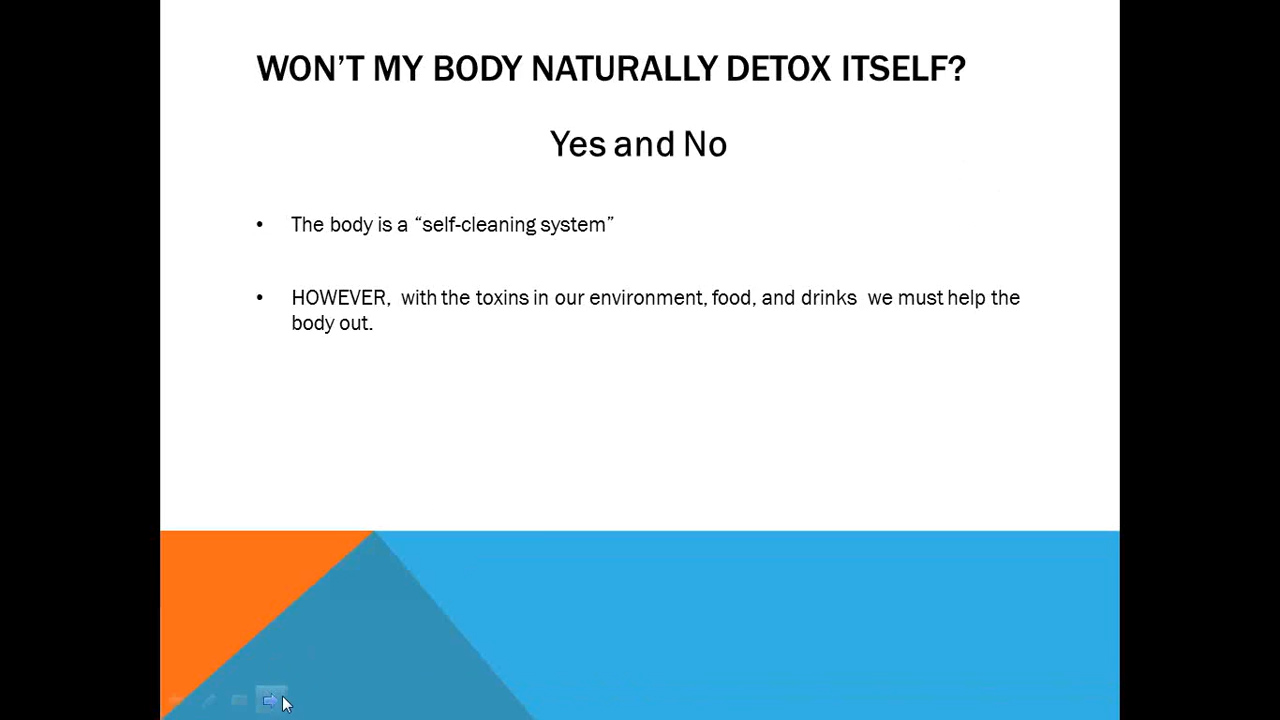 WON’T MY BODY NATURALLY DETOX ITSELF?
Yes and No
• The body is a “self-cleaning system”
• HOWEVER,  with the toxins in our environment, food, and drinks  we must help the
body out.